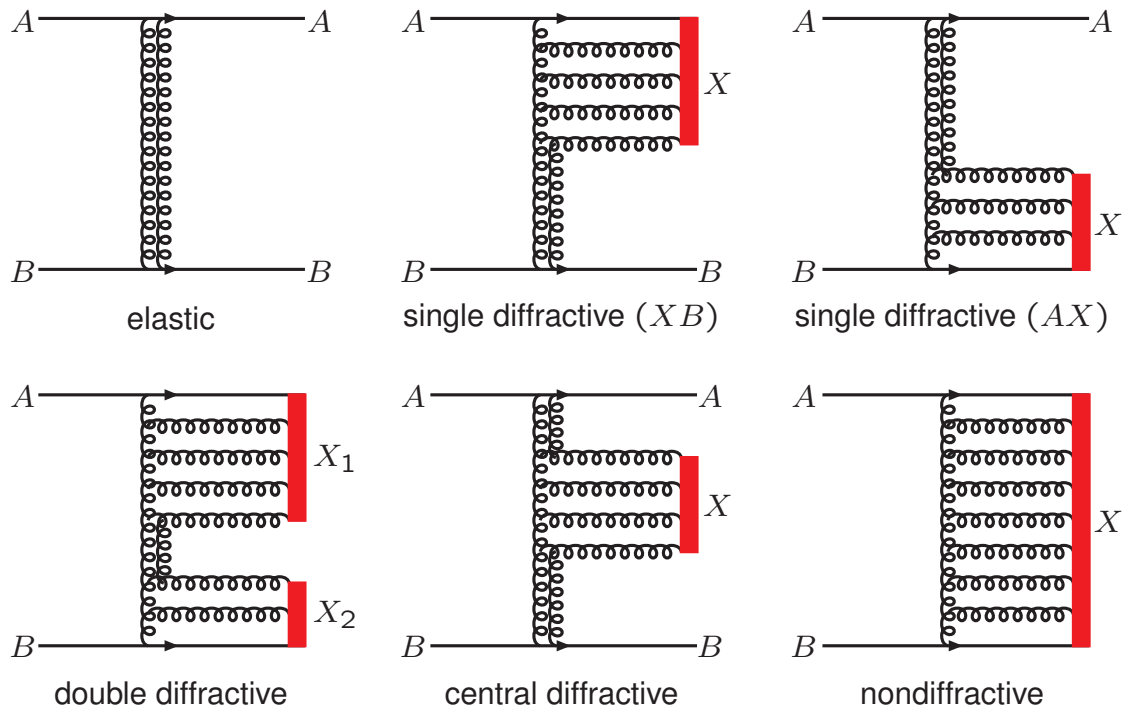 A A
B B
elastic
A
X
B B
single diffractive (XB)
A A
X
B
single diffractive (AX)
A
X₁
X₂
B
double diffractive
A A
X
B B
central diffractive
A
X
B
nondiffractive